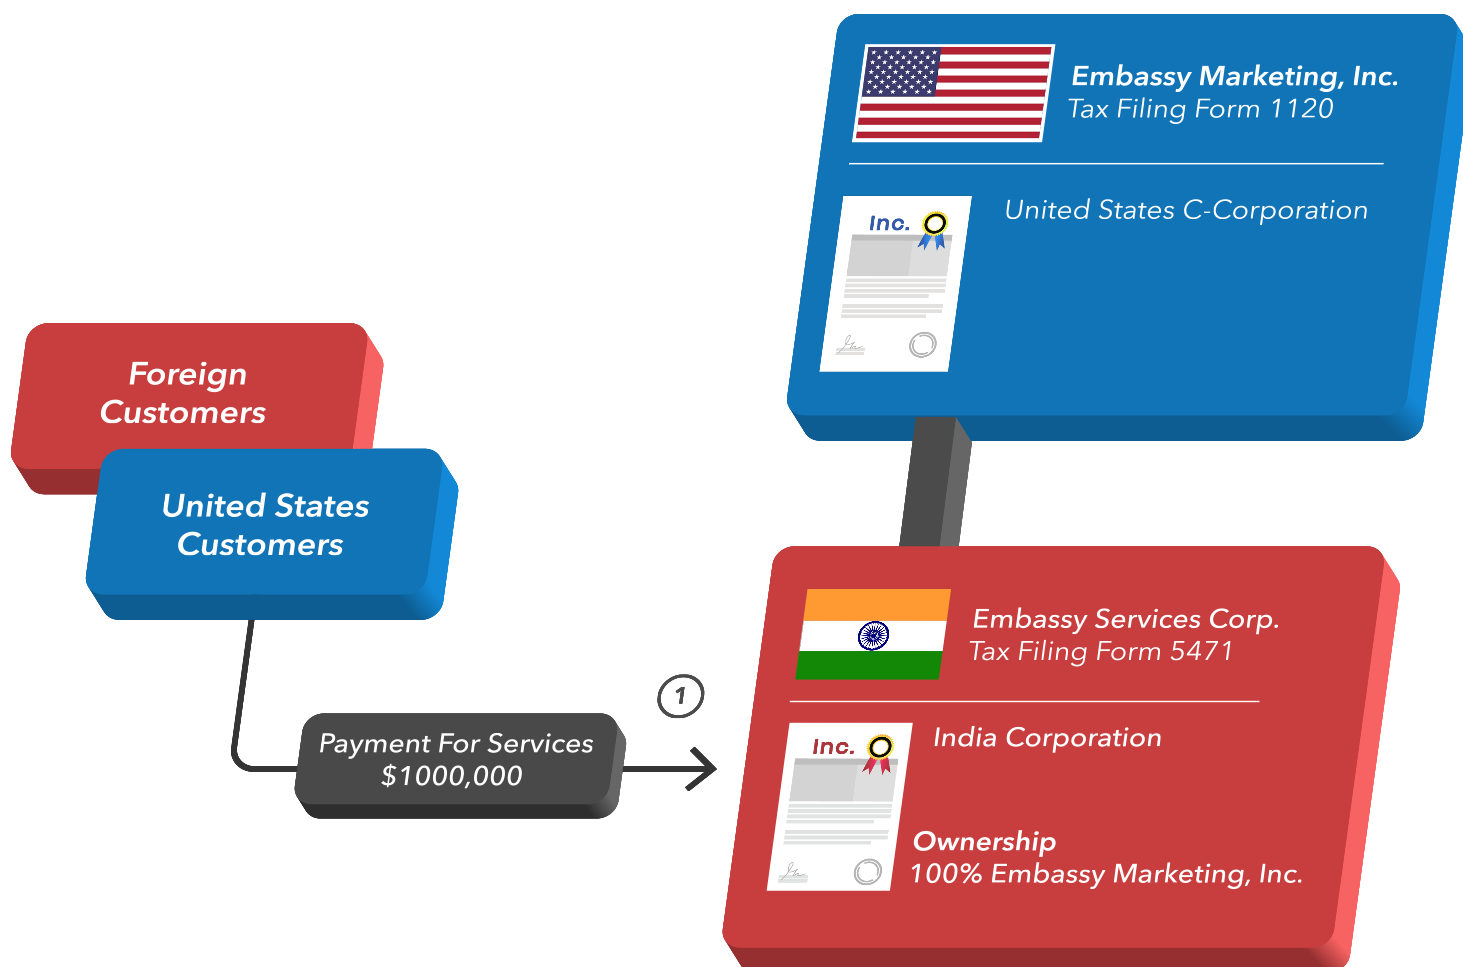 Embassy Marketing, Inc.
Tax Filing Form 1120
Inc.
United States C-Corporation
Foreign
Customers
United States
Customers
Payment For Services
$1000,000
1
Embassy Services Corp.
Tax Filing Form 5471
Inc.
India Corporation
Ownership
100% Embassy Marketing, Inc.